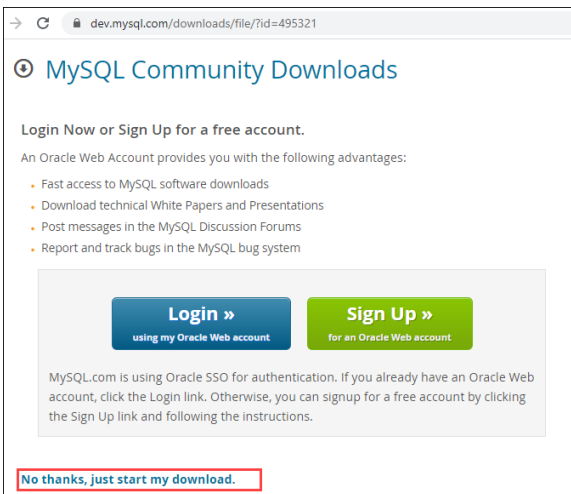 dev.mysql.com/downloads/file/?id=495321
MySQL Community Downloads
Login Now or Sign Up for a free account.
An Oracle Web Account provides you with the following advantages:
Fast access to MySQL software downloads
Download technical White Papers and Presentations
Post messages in the MySQL Discussion Forums
Report and track bugs in the MySQL bug system
Login »
using my Oracle Web account
Sign Up »
for an Oracle Web account
MySQL.com is using Oracle SSO for authentication. If you already have an Oracle Web
account, click the Login link. Otherwise, you can signup for a free account by clicking
the Sign Up link and following the instructions.
No thanks, just start my download.